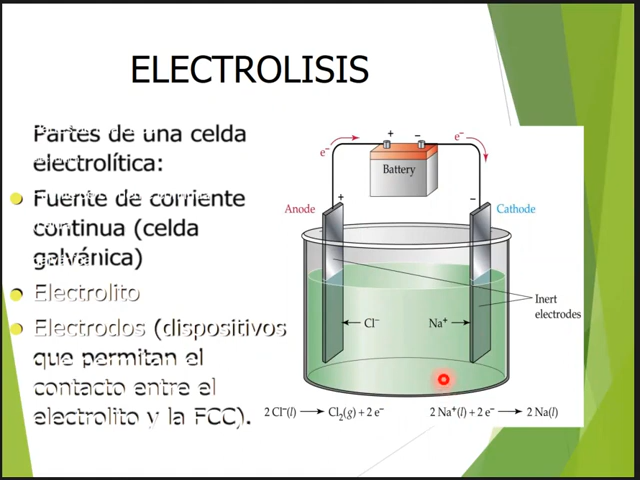 ELECTROLISIS
Partes de una celda
electrolítica:
Fuente de corriente
continua (celda
galvánica)
Electrolito
Electrodos (dispositivos
que permitan el
contacto entre el
electrolito y la FCC).
+ −
e⁻ e⁻
Battery
+ −
Anode Cathode
Cl⁻ Na⁺
Inert
electrodes
2 Cl⁻(l) ⟶ Cl₂(g) + 2 e⁻
2 Na⁺(l) + 2 e⁻ ⟶ 2 Na(l)